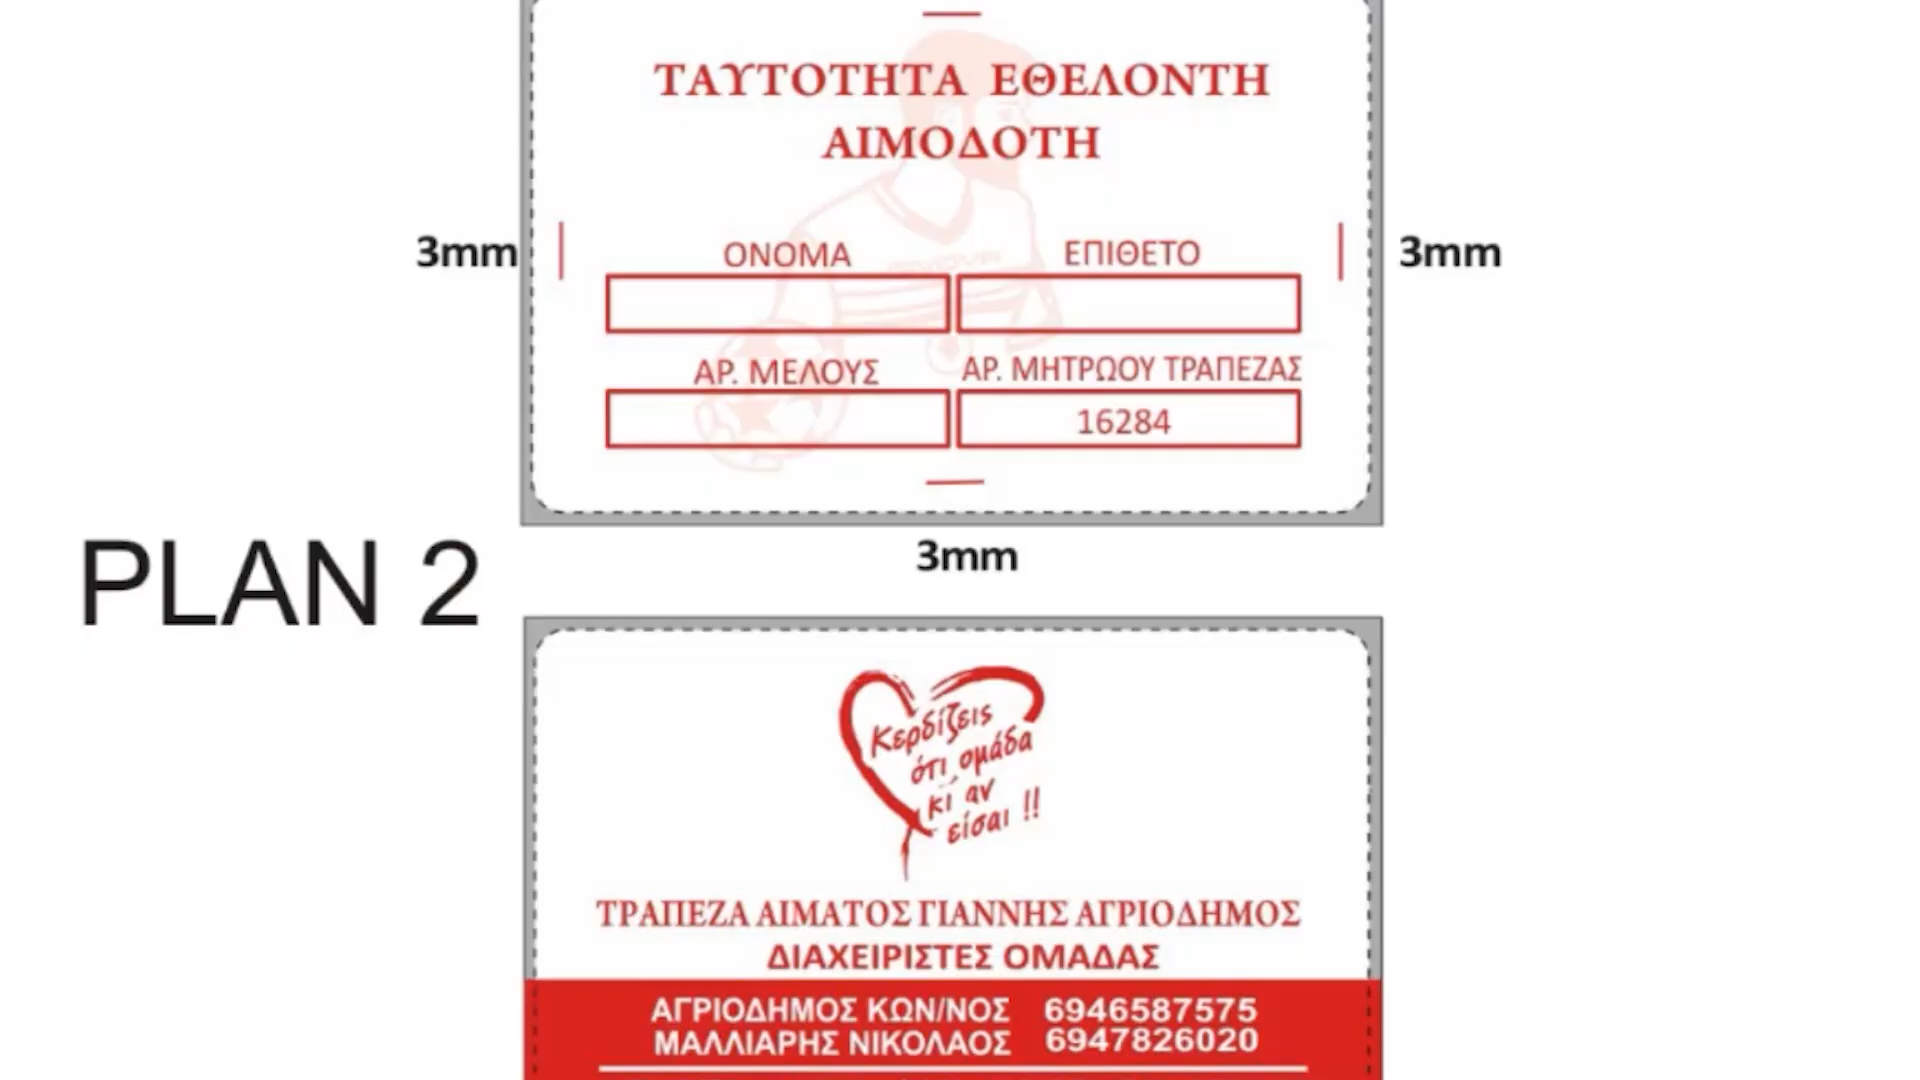 ΤΑΥΤΟΤΗΤΑ ΕΘΕΛΟΝΤΗ
ΑΙΜΟΔΟΤΗ
3mm
3mm
ΟΝΟΜΑ ΕΠΙΘΕΤΟ
ΑΡ. ΜΕΛΟΥΣ ΑΡ. ΜΗΤΡΩΟΥ ΤΡΑΠΕΖΑΣ
16284
3mm
PLAN 2
Κερδίζεις
ότι ομάδα
κι αν
είσαι !!
ΤΡΑΠΕΖΑ ΑΙΜΑΤΟΣ ΓΙΑΝΝΗΣ ΑΓΡΙΟΔΗΜΟΣ
ΔΙΑΧΕΙΡΙΣΤΕΣ ΟΜΑΔΑΣ
ΑΓΡΙΟΔΗΜΟΣ ΚΩΝ/ΝΟΣ 6946587575
ΜΑΛΛΙΑΡΗΣ ΝΙΚΟΛΑΟΣ 6947826020